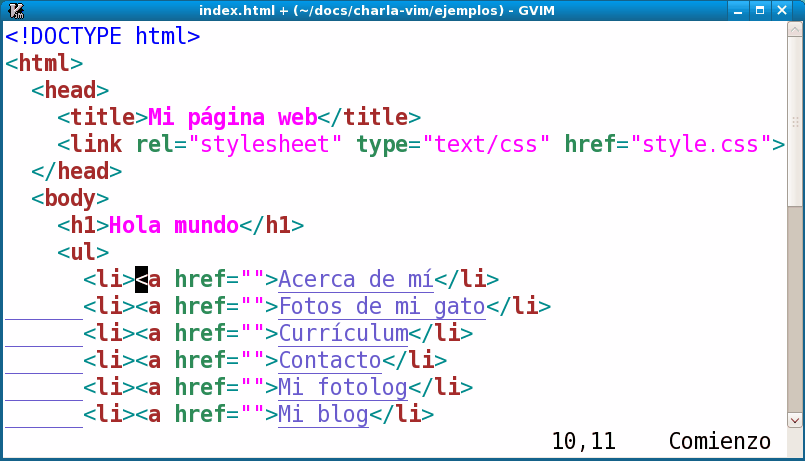 index.html + (~/docs/charla-vim/ejemplos) - GVIM
<!DOCTYPE html>
<html>
  <head>
    <title>Mi página web</title>
    <link rel="stylesheet" type="text/css" href="style.css">
  </head>
  <body>
    <h1>Hola mundo</h1>
    <ul>
      <li><a href="">Acerca de mí</li>
      <li><a href="">Fotos de mi gato</li>
      <li><a href="">Currículum</li>
      <li><a href="">Contacto</li>
      <li><a href="">Mi fotolog</li>
      <li><a href="">Mi blog</li>
10,11    Comienzo